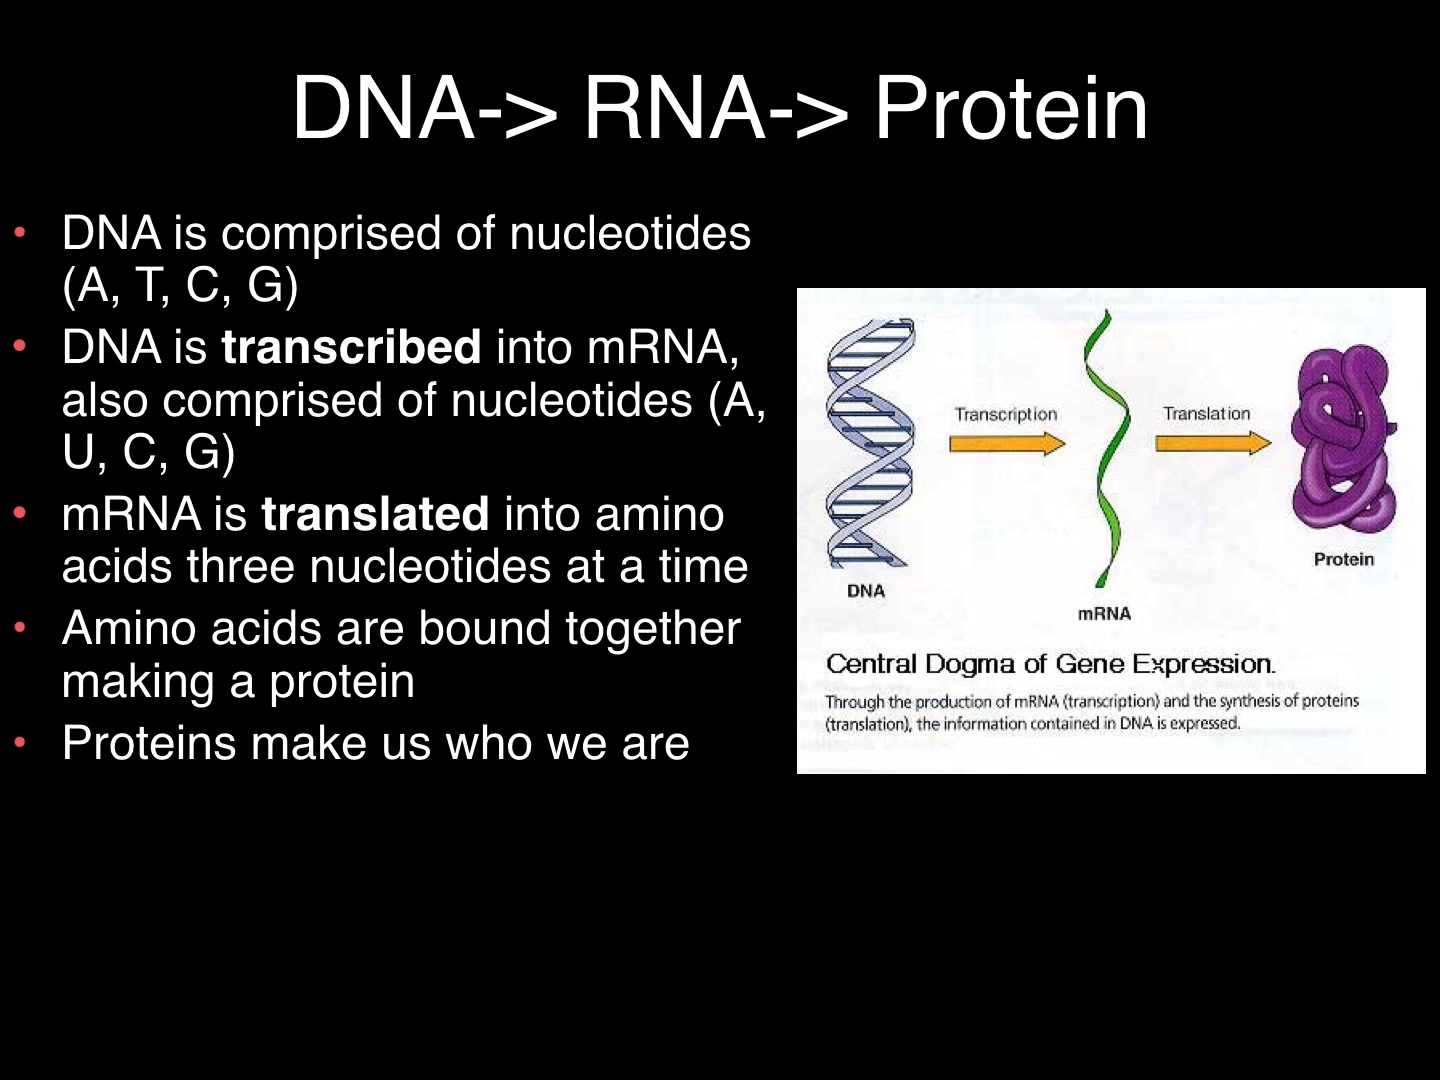 DNA-> RNA-> Protein
• DNA is comprised of nucleotides
(A, T, C, G)
• DNA is transcribed into mRNA,
also comprised of nucleotides (A,
U, C, G)
• mRNA is translated into amino
acids three nucleotides at a time
• Amino acids are bound together
making a protein
• Proteins make us who we are
Transcription
Translation
DNA
mRNA
Protein
Central Dogma of Gene Expression.
Through the production of mRNA (transcription) and the synthesis of proteins
(translation), the information contained in DNA is expressed.